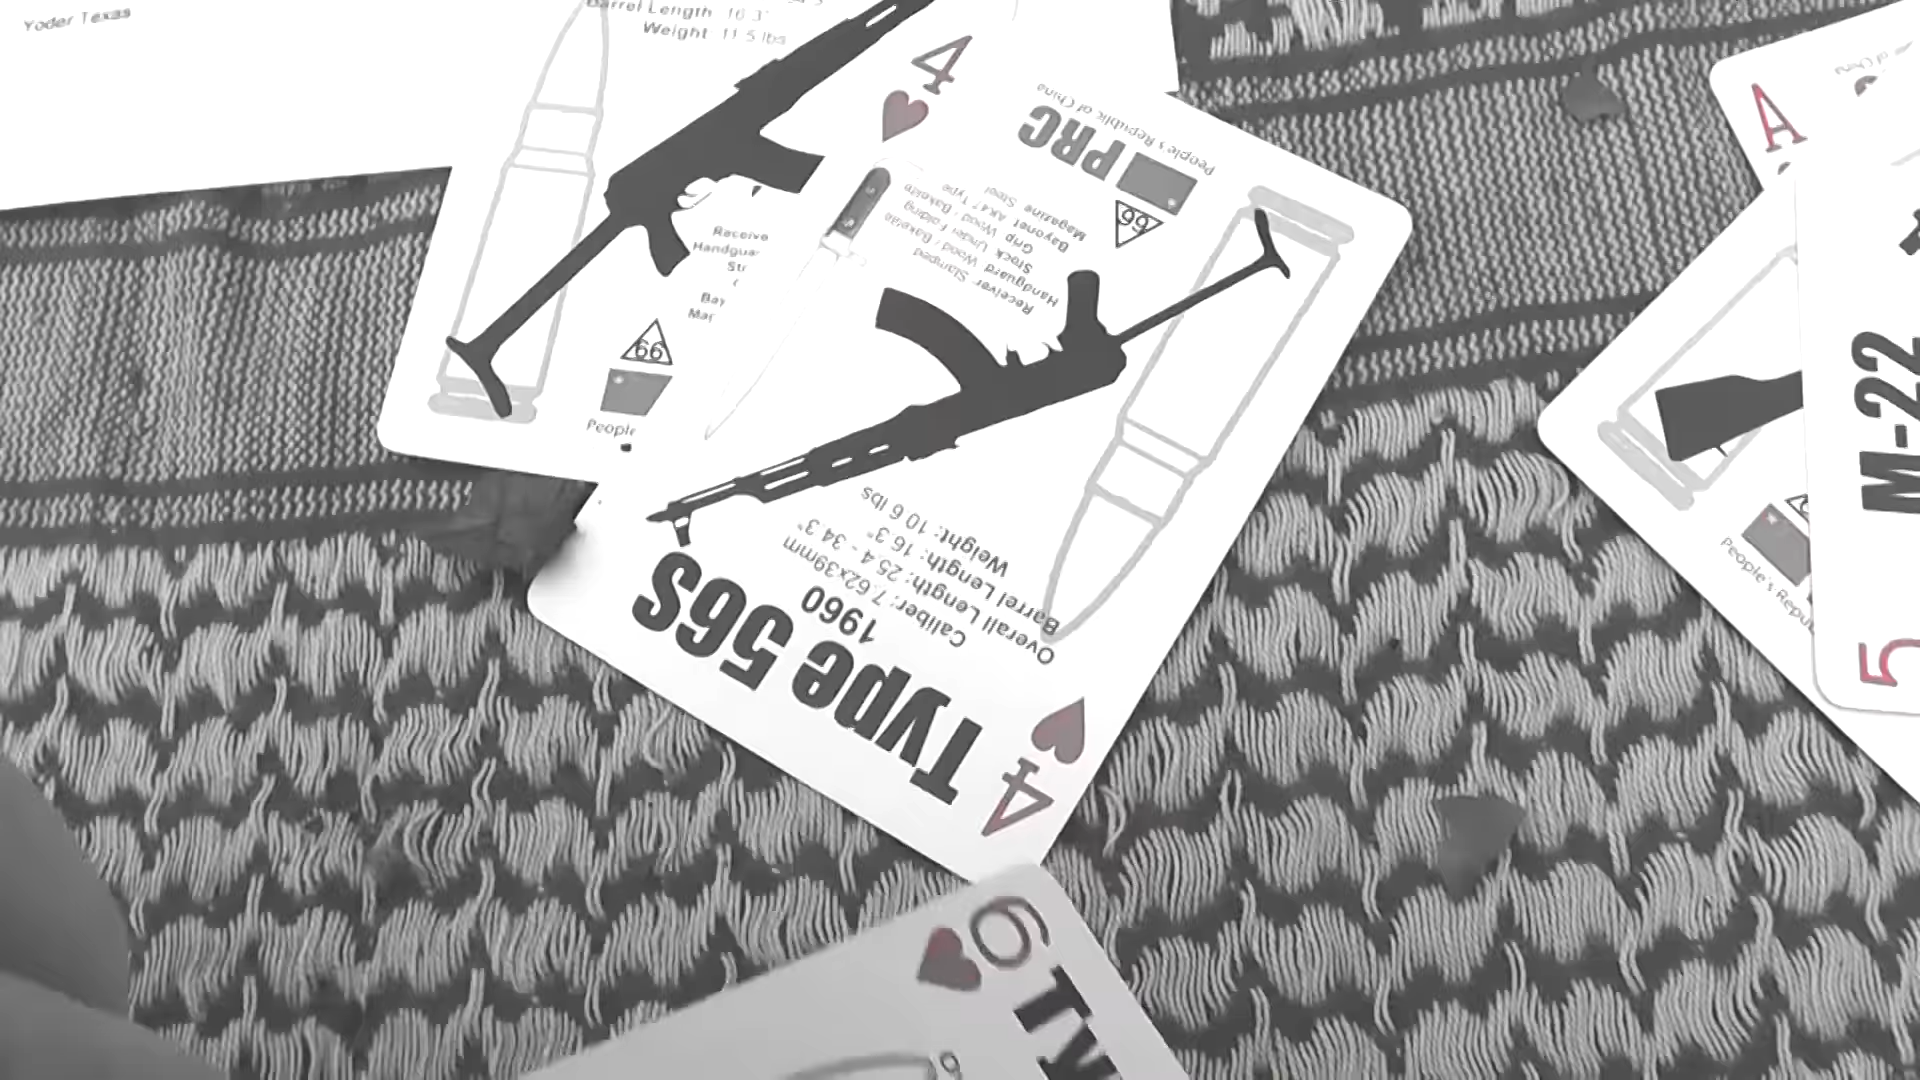 Yoder Texas
Barrel Length 16.3"
Weight 11.5 lbs
Receive
Handgua
66
People
4
Type 56S
1960
Caliber: 7.62x39mm
Overall Length: 25.4 - 34.3"
Barrel Length: 16.3"
Weight: 10.6 lbs
Receiver Stamped
Handguard Wood / Bakelite
Stock Under Folding
Grip Wood / Bakelite
Bayonet AK47 Type
Magazine Steel
66
PRC
People's Republic of China
4
A
of China
People's Repub
M-22
5
6